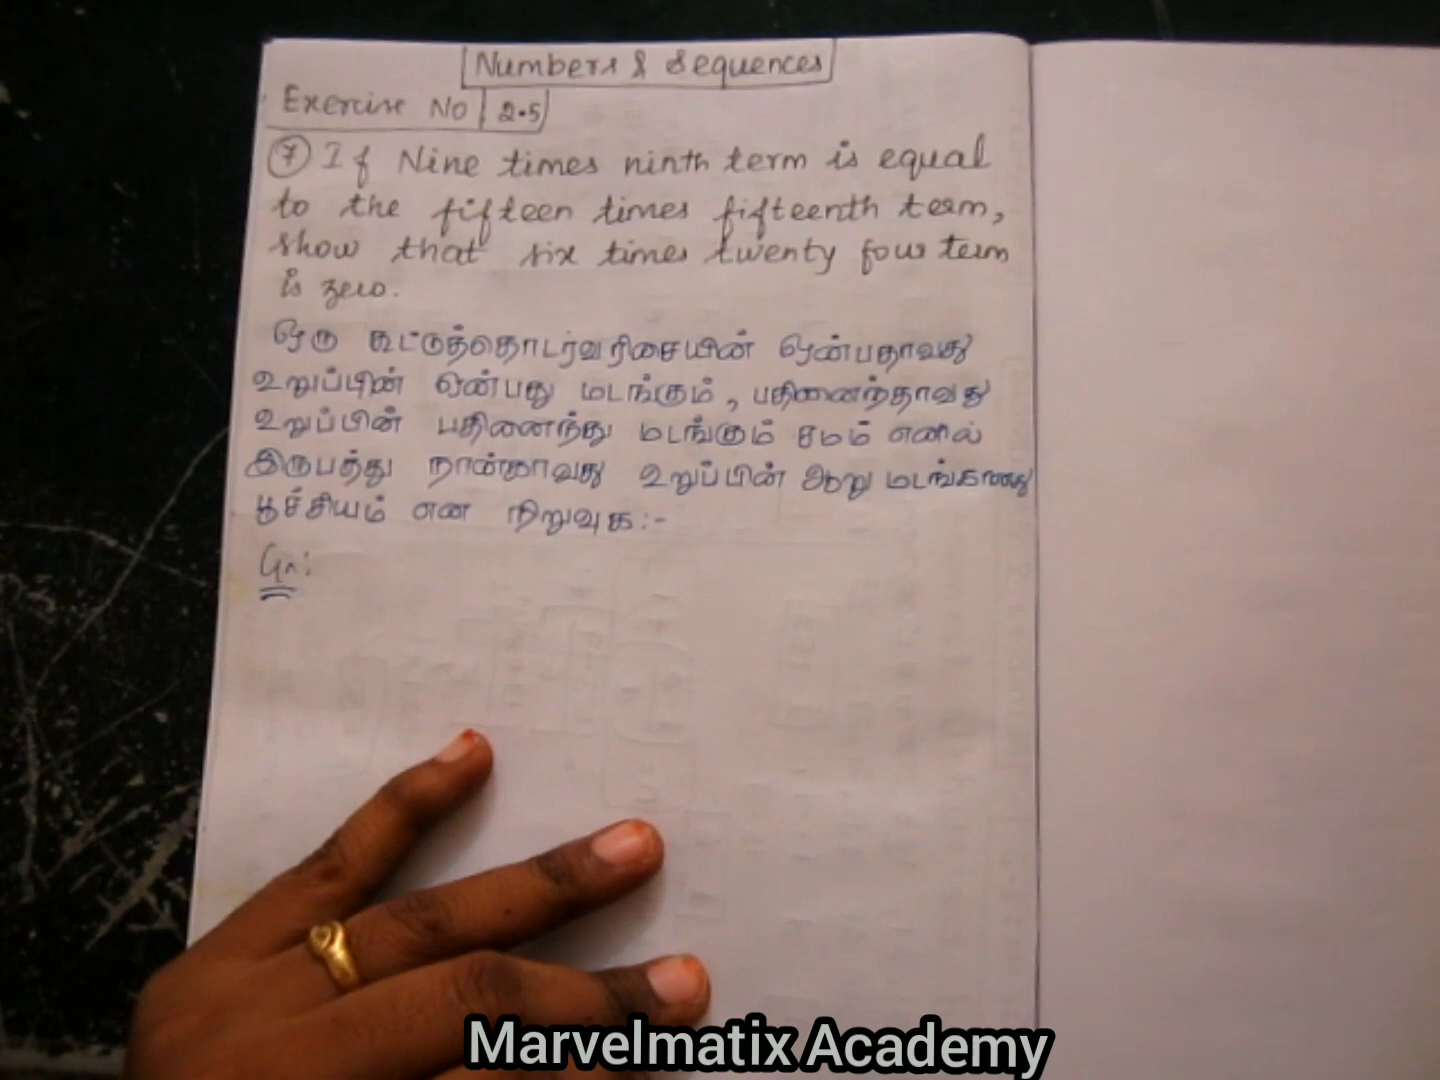 Numbers & Sequences
Exercise No 2.5
7 If Nine times ninth term is equal
to the fifteen times fifteenth term,
show that six times twenty four term
is zero.
ஒரு கூட்டுத்தொடர்வரிசையின் ஒன்பதாவது
உறுப்பின் ஒன்பது மடங்கும், பதினைந்தாவது
உறுப்பின் பதினைந்து மடங்கும் சமம் எனில்
இருபத்து நான்காவது உறுப்பின் ஆறு மடங்கானது
பூச்சியம் என நிறுவுக:-
Gn:
Marvelmatix Academy